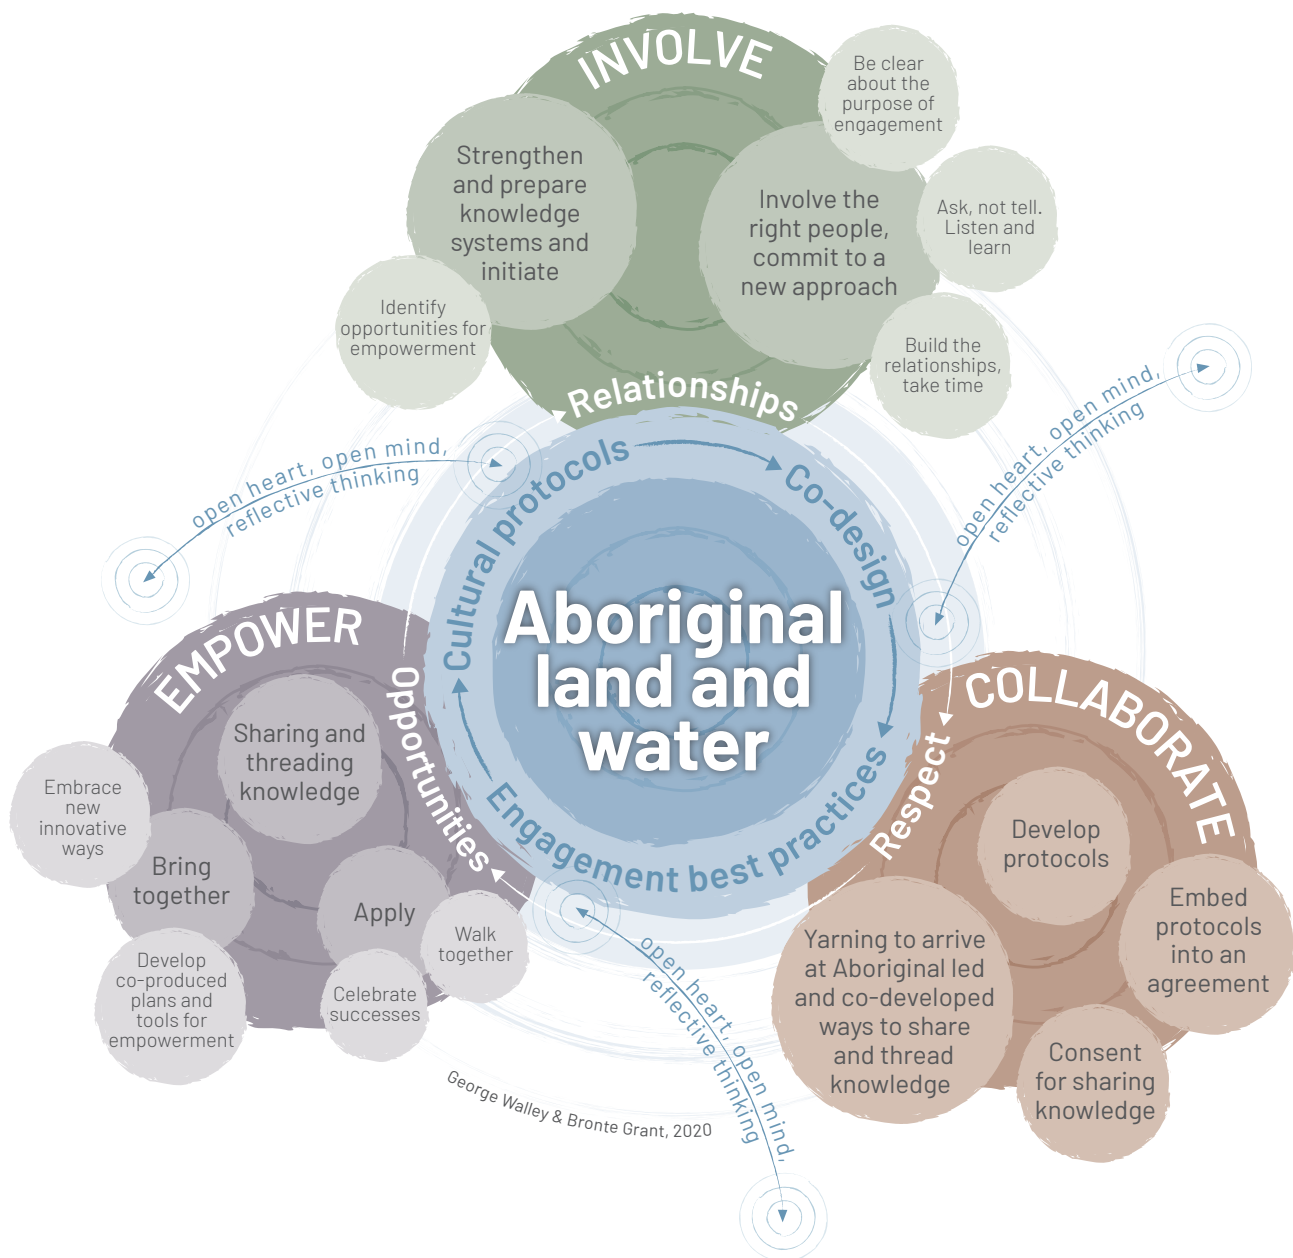 INVOLVE
Strengthen
and prepare
knowledge
systems and
initiate
Identify
opportunities for
empowerment
Involve the
right people,
commit to a
new approach
Be clear
about the
purpose of
engagement
Ask, not tell.
Listen and
learn
Build the
relationships,
take time
Relationships
open heart, open mind,
reflective thinking
open heart, open mind,
reflective thinking
Cultural protocols
Co-design
Engagement best practices
Aboriginal
land and
water
EMPOWER
Opportunities
Sharing and
threading
knowledge
Embrace
new
innovative
ways
Bring
together
Apply
Walk
together
Develop
co-produced
plans and
tools for
empowerment
Celebrate
successes
COLLABORATE
Respect
Develop
protocols
Embed
protocols
into an
agreement
Yarning to arrive
at Aboriginal led
and co-developed
ways to share
and thread
knowledge
Consent
for sharing
knowledge
open heart, open mind,
reflective thinking
George Walley & Bronte Grant, 2020